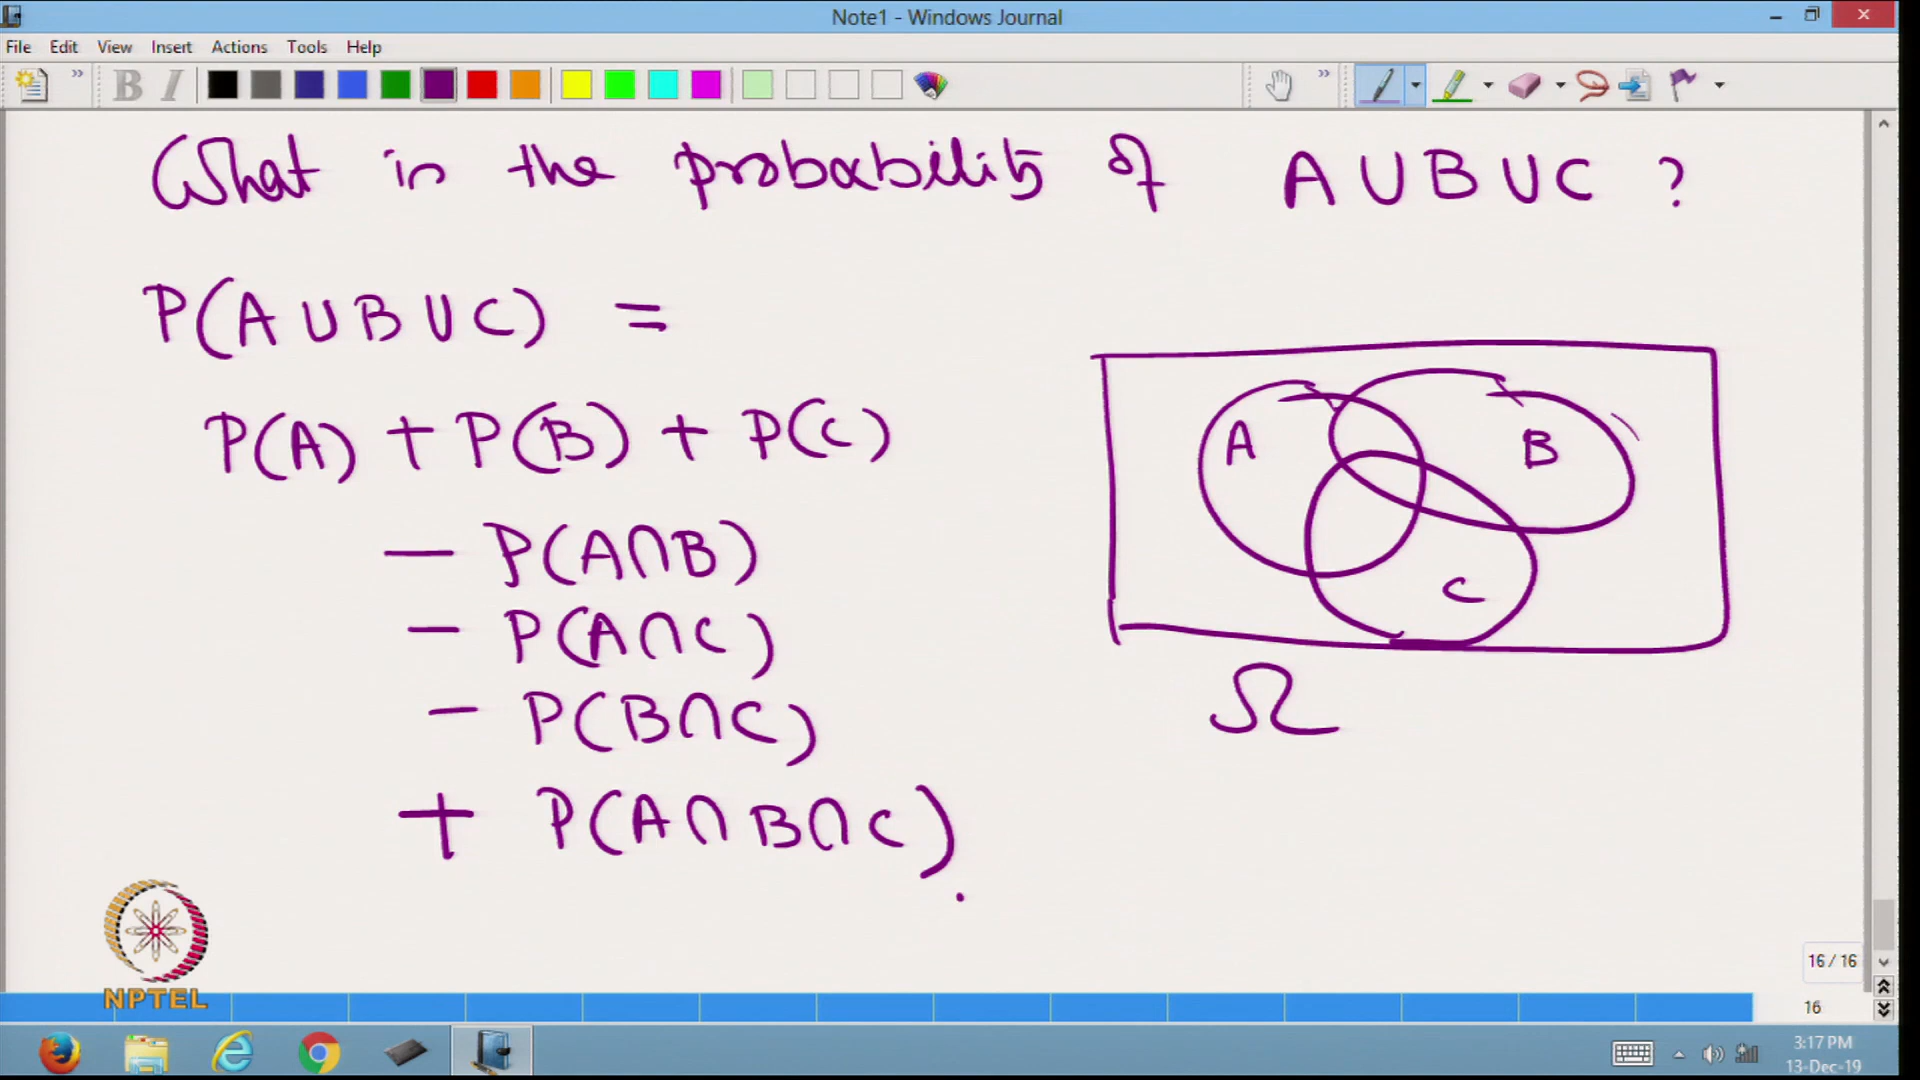 Note1 - Windows Journal
File Edit View Insert Actions Tools Help
B I
What is the probability of A ∪ B ∪ C ?
P(A ∪ B ∪ C) =
P(A) + P(B) + P(C)
− P(A∩B)
− P(A∩C)
− P(B∩C)
+ P(A∩B∩C).
A
B
C
Ω
NPTEL
16 / 16
16
3:17 PM
13-Dec-19